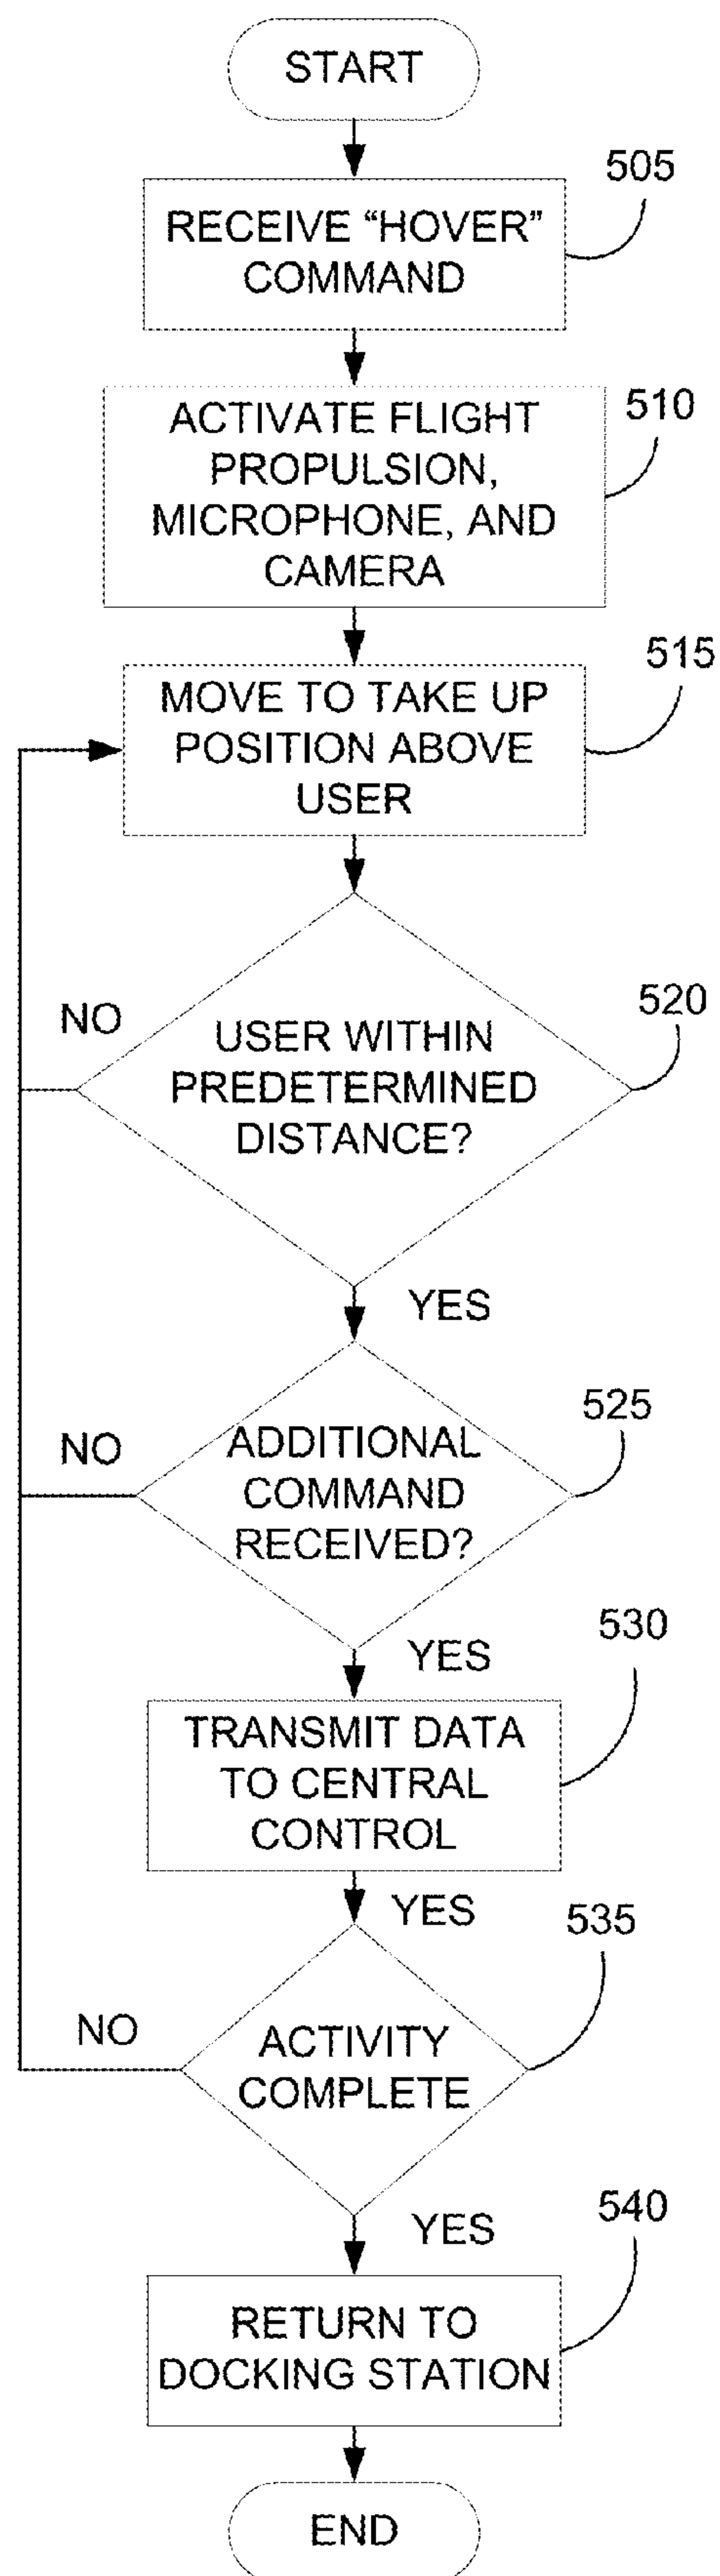 START
505
RECEIVE “HOVER”
COMMAND
510
ACTIVATE FLIGHT
PROPULSION,
MICROPHONE, AND
CAMERA
515
MOVE TO TAKE UP
POSITION ABOVE
USER
520
NO
USER WITHIN
PREDETERMINED
DISTANCE?
YES
525
NO
ADDITIONAL
COMMAND
RECEIVED?
YES
530
TRANSMIT DATA
TO CENTRAL
CONTROL
YES
535
NO
ACTIVITY
COMPLETE
YES
540
RETURN TO
DOCKING STATION
END